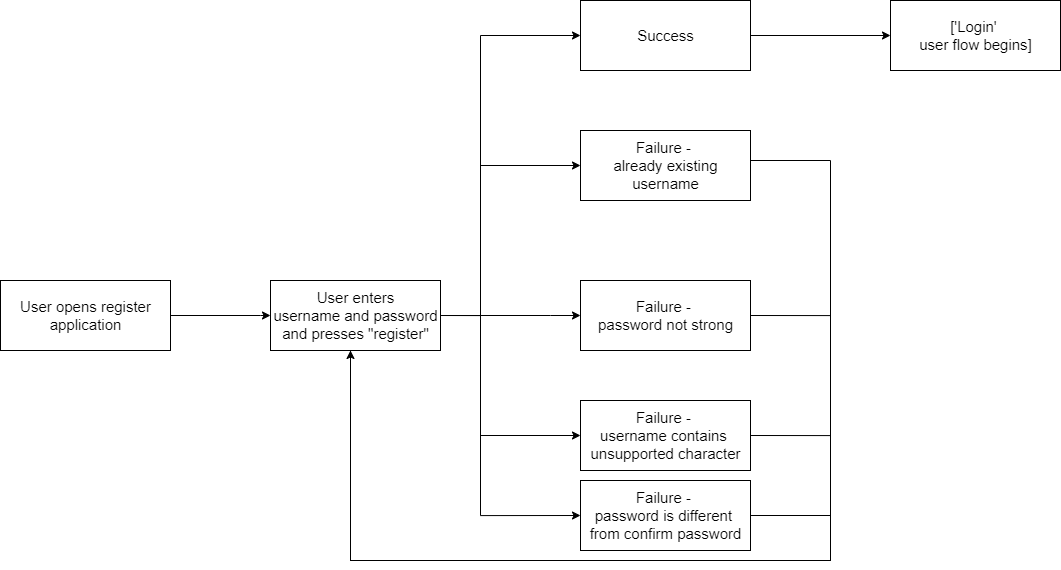 Success
['Login'
user flow begins]
Failure -
already existing
username
User opens register
application
User enters
username and password
and presses "register"
Failure -
password not strong
Failure -
username contains
unsupported character
Failure -
password is different
from confirm password